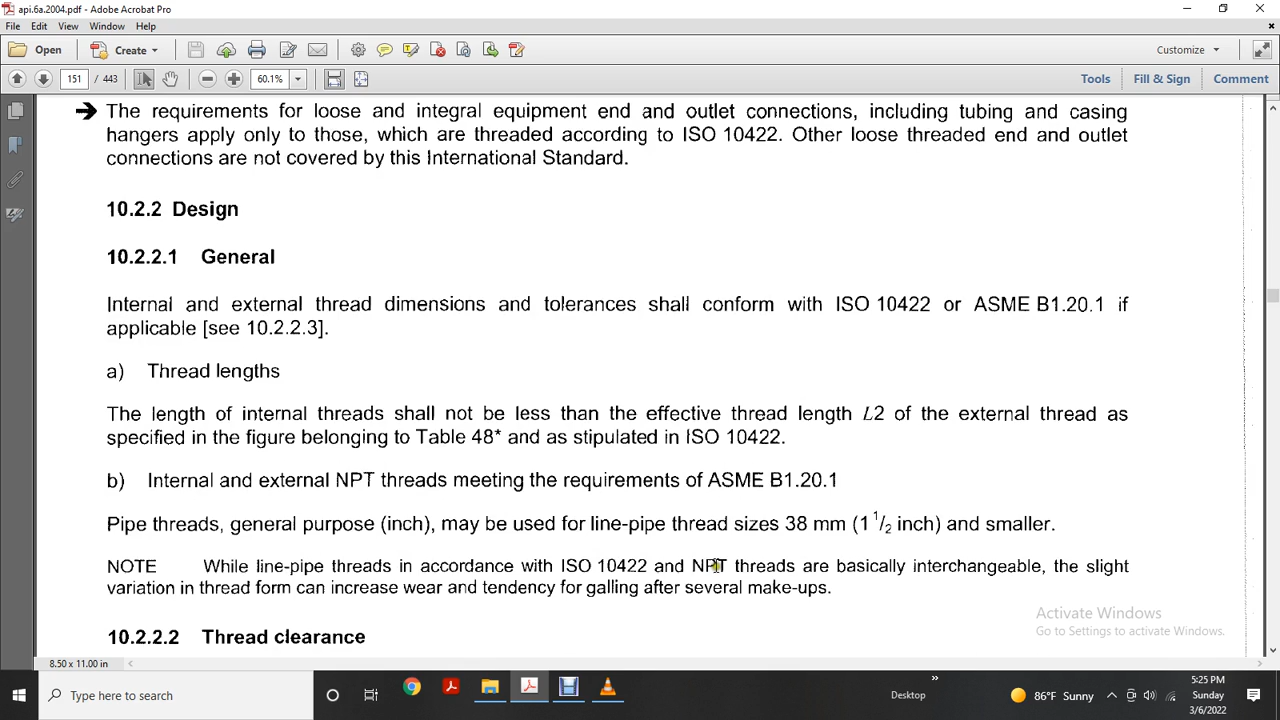 api.6a.2004.pdf - Adobe Acrobat Pro
File Edit View Window Help
Open Create Customize
151 / 443 60.1% Tools Fill & Sign Comment
The requirements for loose and integral equipment end and outlet connections, including tubing and casing
hangers apply only to those, which are threaded according to ISO 10422. Other loose threaded end and outlet
connections are not covered by this International Standard.
10.2.2 Design
10.2.2.1 General
Internal and external thread dimensions and tolerances shall conform with ISO 10422 or ASME B1.20.1 if
applicable [see 10.2.2.3].
a) Thread lengths
The length of internal threads shall not be less than the effective thread length L2 of the external thread as
specified in the figure belonging to Table 48* and as stipulated in ISO 10422.
b) Internal and external NPT threads meeting the requirements of ASME B1.20.1
Pipe threads, general purpose (inch), may be used for line-pipe thread sizes 38 mm (1 1/2 inch) and smaller.
NOTE While line-pipe threads in accordance with ISO 10422 and NPT threads are basically interchangeable, the slight
variation in thread form can increase wear and tendency for galling after several make-ups.
10.2.2.2 Thread clearance
Activate Windows
Go to Settings to activate Windows.
8.50 x 11.00 in
Type here to search Desktop 86°F Sunny 5:25 PM
Sunday
3/6/2022